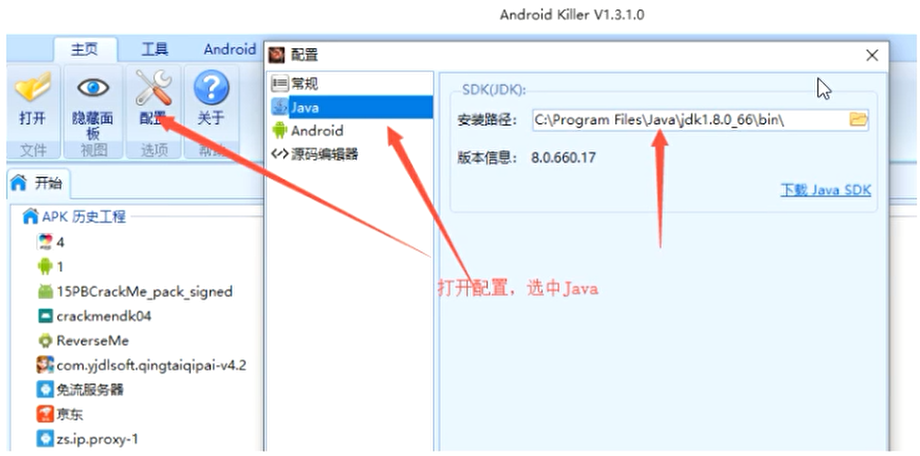 Android Killer V1.3.1.0
主页 工具 Android
打开 隐藏面板 配置 关于
文件 视图 选项 帮助
开始
APK 历史工程
4
1
15PBCrackMe_pack_signed
crackmendk04
ReverseMe
com.yjdlsoft.qingtaiqipai-v4.2
免流服务器
京东
zs.ip.proxy-1
配置
常规
Java
Android
源码编辑器
SDK(JDK):
安装路径: C:\Program Files\Java\jdk1.8.0_66\bin\
版本信息: 8.0.660.17
下载 Java SDK
打开配置，选中Java